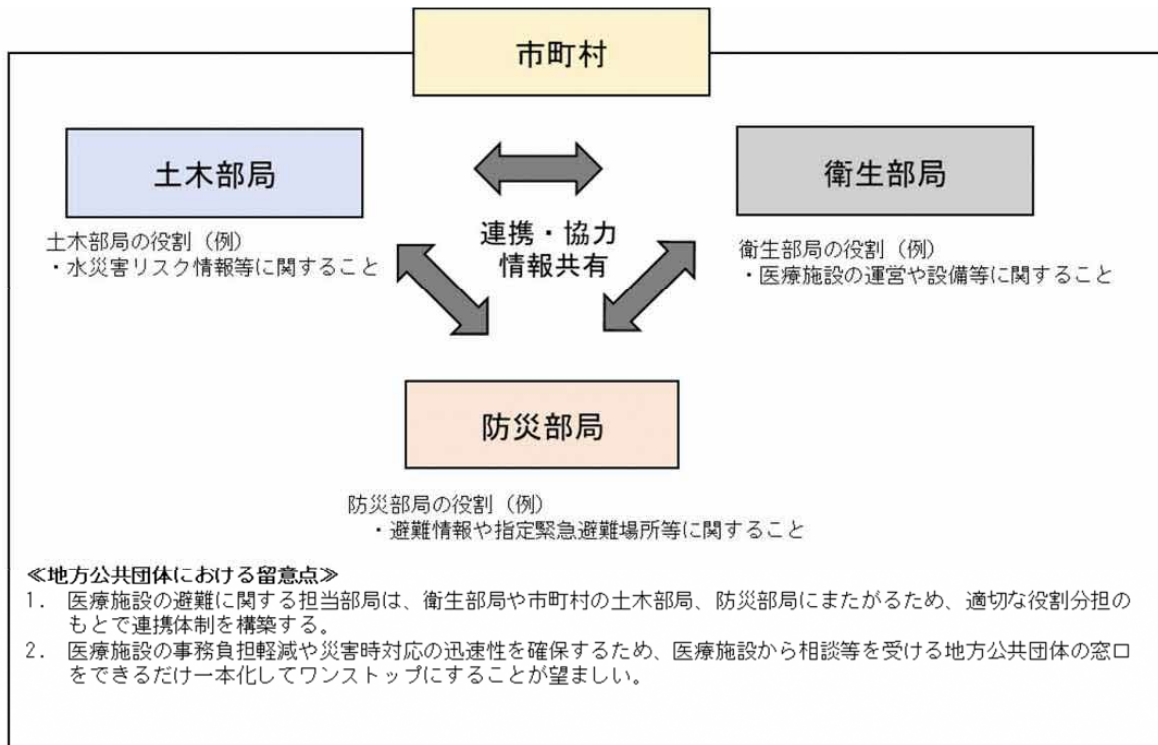 市町村
土木部局
衛生部局
土木部局の役割（例）
・水災害リスク情報等に関すること
連携・協力
情報共有
衛生部局の役割（例）
・医療施設の運営や設備等に関すること
防災部局
防災部局の役割（例）
・避難情報や指定緊急避難場所等に関すること
≪地方公共団体における留意点≫
1. 医療施設の避難に関する担当部局は、衛生部局や市町村の土木部局、防災部局にまたがるため、適切な役割分担の
もとで連携体制を構築する。
2. 医療施設の事務負担軽減や災害時対応の迅速性を確保するため、医療施設から相談等を受ける地方公共団体の窓口
をできるだけ一本化してワンストップにすることが望ましい。